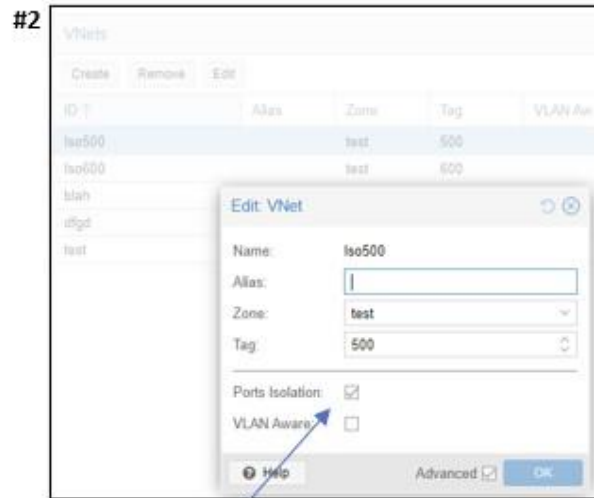 #2
VNets
Create Remove Edit
ID ↑ Alias Zone Tag VLAN Aw
Iso500 test 500
Iso600 test 600
blah
dfgd
test
Edit: VNet
Name: Iso500
Alias:
Zone: test
Tag: 500
Ports Isolation:
VLAN Aware:
Help Advanced OK